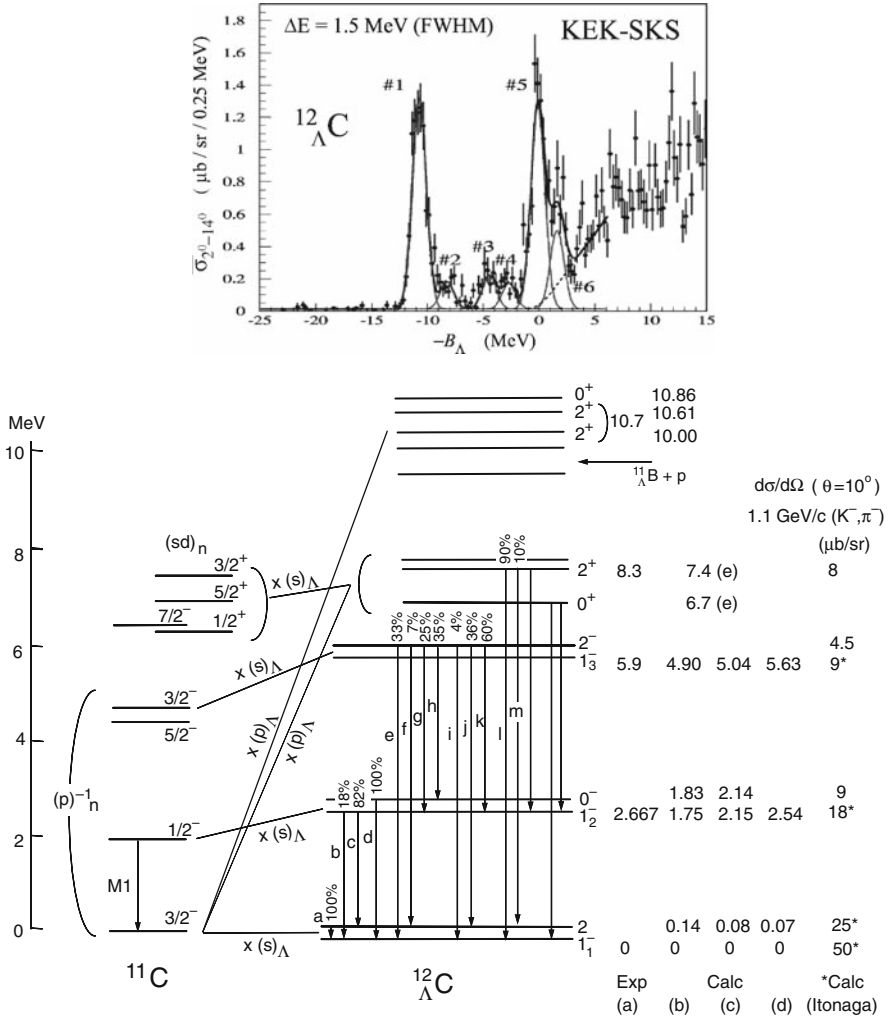 ΔE = 1.5 MeV (FWHM)
KEK-SKS
#1
#5
¹²ΛC
#2
#3
#4
#6
σ̄ 2⁰–14⁰ ( μb / sr / 0.25 MeV )
1.8
1.6
1.4
1.2
1
0.8
0.6
0.4
0.2
0
-25 -20 -15 -10 -5 0 5 10 15
–BΛ (MeV)
MeV
10
8
6
4
2
0
0⁺ 10.86
2⁺ 10.61
10.7
2⁺ 10.00
¹¹ΛB + p
dσ/dΩ ( θ=10º)
1.1 GeV/c (K⁻,π⁻)
(μb/sr)
(sd)n
3/2⁺
5/2⁺
7/2⁻ 1/2⁺
x (s)Λ
90%
10%
2⁺ 8.3 7.4 (e) 8
0⁺ 6.7 (e)
33%
7%
25%
35%
4%
36%
60%
2⁻ 4.5
1₃⁻ 5.9 4.90 5.04 5.63 9*
3/2⁻
5/2⁻
x (s)Λ
x (p)Λ
x (p)Λ
e f g h i j k l m
(p)⁻¹n
18%
82%
100%
0⁻ 1.83 2.14 9
1₂⁻ 2.667 1.75 2.15 2.54 18*
1/2⁻
x (s)Λ
M1
b c d
a 100%
3/2⁻
x (s)Λ
2 0.14 0.08 0.07 25*
1₁⁻ 0 0 0 0 50*
¹¹C
¹²ΛC
Exp Calc *Calc
(a) (b) (c) (d) (Itonaga)